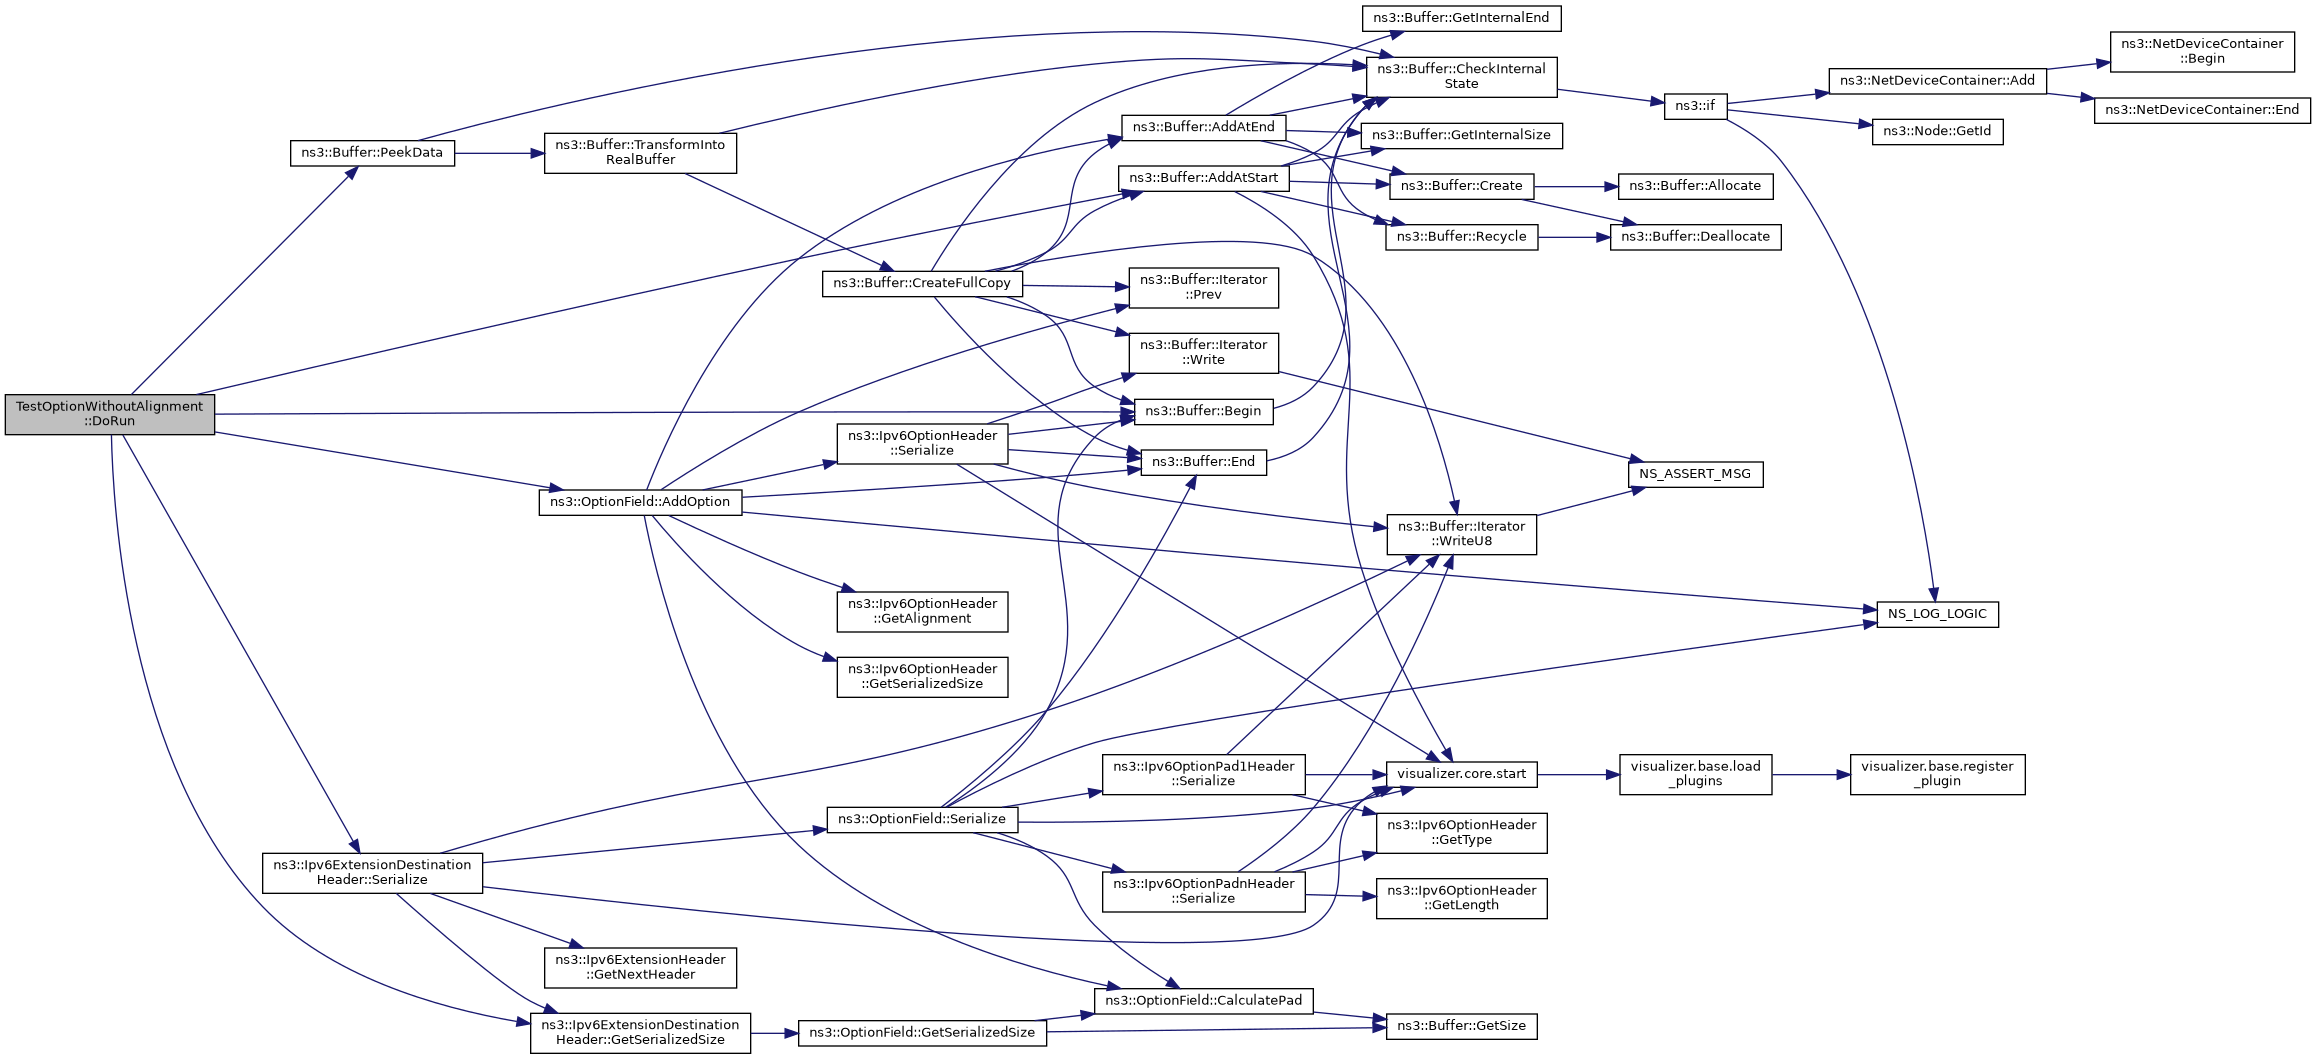 TestOptionWithoutAlignment
::DoRun
ns3::Buffer::PeekData
ns3::Ipv6ExtensionDestination
Header::Serialize
ns3::Buffer::TransformInto
RealBuffer
ns3::OptionField::AddOption
ns3::Ipv6ExtensionHeader
::GetNextHeader
ns3::Ipv6ExtensionDestination
Header::GetSerializedSize
ns3::Buffer::CreateFullCopy
ns3::Ipv6OptionHeader
::Serialize
ns3::Ipv6OptionHeader
::GetAlignment
ns3::Ipv6OptionHeader
::GetSerializedSize
ns3::OptionField::Serialize
ns3::OptionField::GetSerializedSize
ns3::Buffer::AddAtEnd
ns3::Buffer::AddAtStart
ns3::Buffer::Iterator
::Prev
ns3::Buffer::Iterator
::Write
ns3::Buffer::Begin
ns3::Buffer::End
ns3::Ipv6OptionPad1Header
::Serialize
ns3::Ipv6OptionPadnHeader
::Serialize
ns3::OptionField::CalculatePad
ns3::Buffer::GetInternalEnd
ns3::Buffer::CheckInternal
State
ns3::Buffer::GetInternalSize
ns3::Buffer::Create
ns3::Buffer::Recycle
ns3::Buffer::Iterator
::WriteU8
visualizer.core.start
ns3::Ipv6OptionHeader
::GetType
ns3::Ipv6OptionHeader
::GetLength
ns3::Buffer::GetSize
ns3::if
ns3::Buffer::Allocate
ns3::Buffer::Deallocate
NS_ASSERT_MSG
visualizer.base.load
_plugins
ns3::NetDeviceContainer::Add
ns3::Node::GetId
NS_LOG_LOGIC
visualizer.base.register
_plugin
ns3::NetDeviceContainer
::Begin
ns3::NetDeviceContainer::End